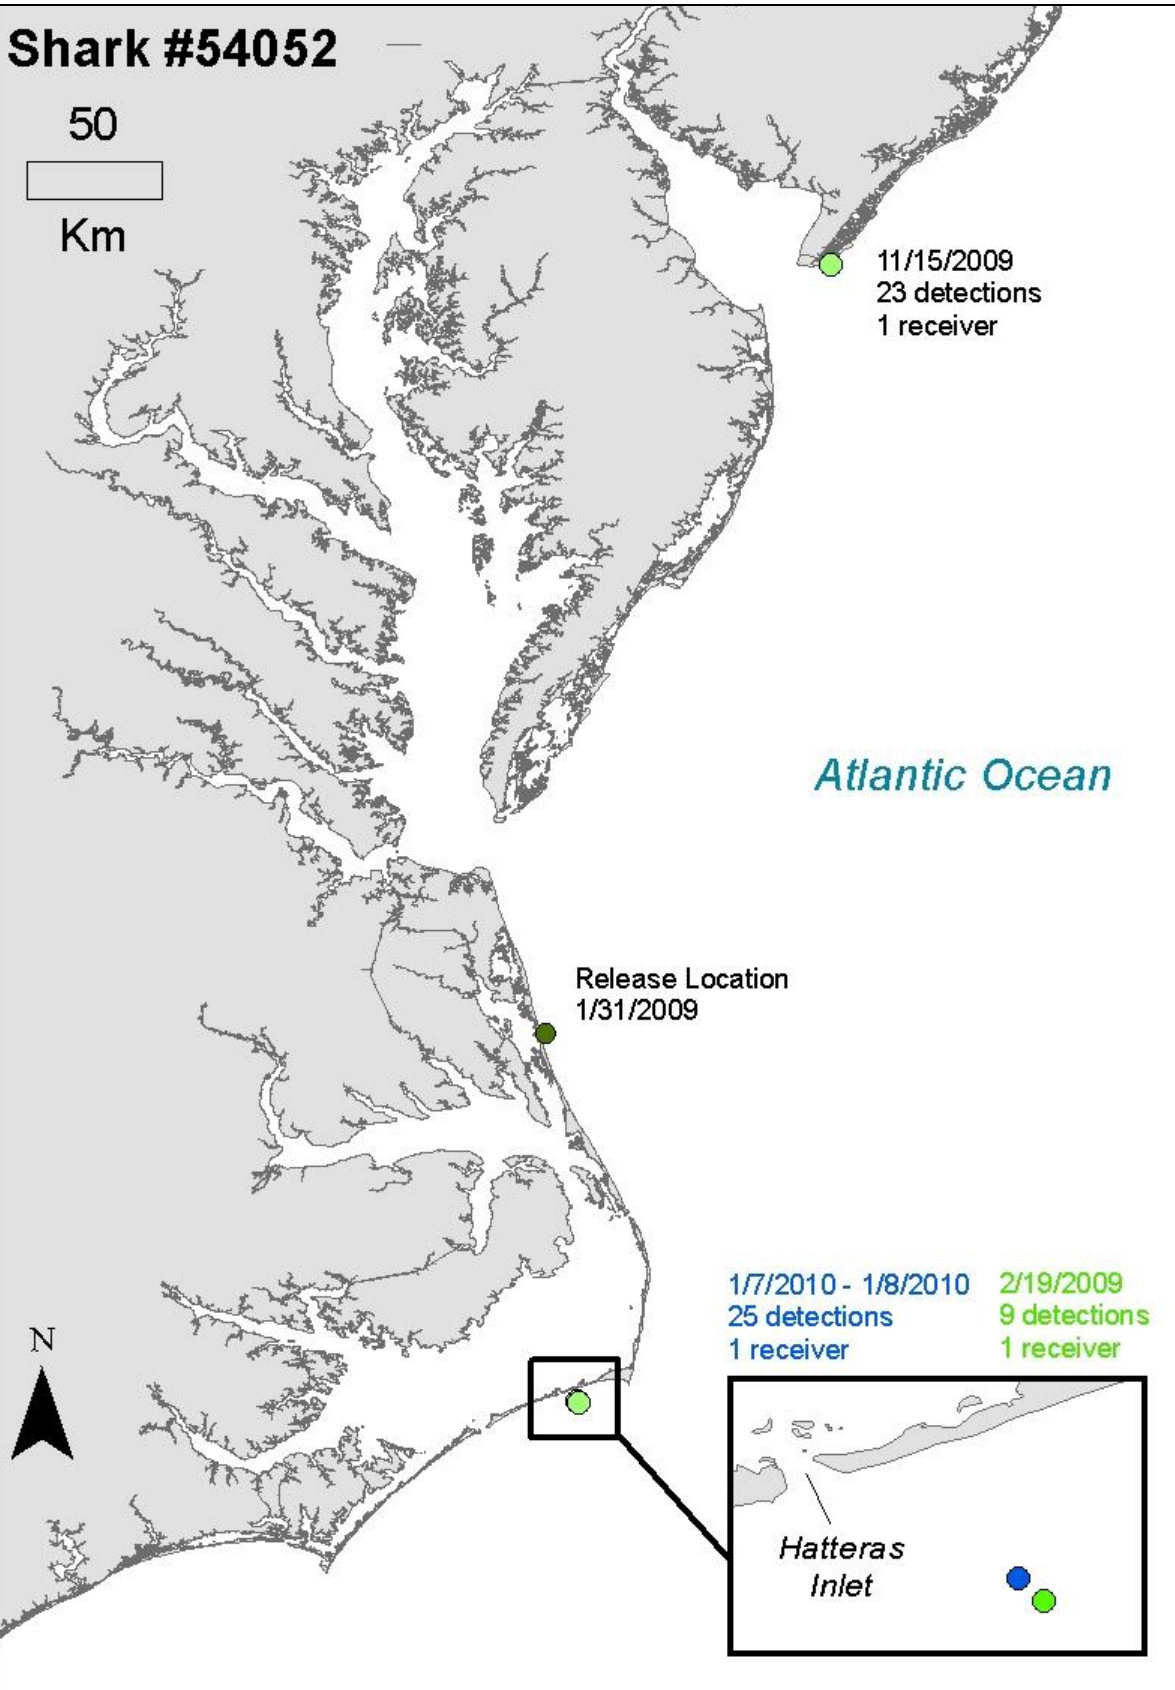 Shark #54052
50
Km
11/15/2009
23 detections
1 receiver
Atlantic Ocean
Release Location
1/31/2009
1/7/2010 - 1/8/2010
25 detections
1 receiver
2/19/2009
9 detections
1 receiver
N
Hatteras
Inlet